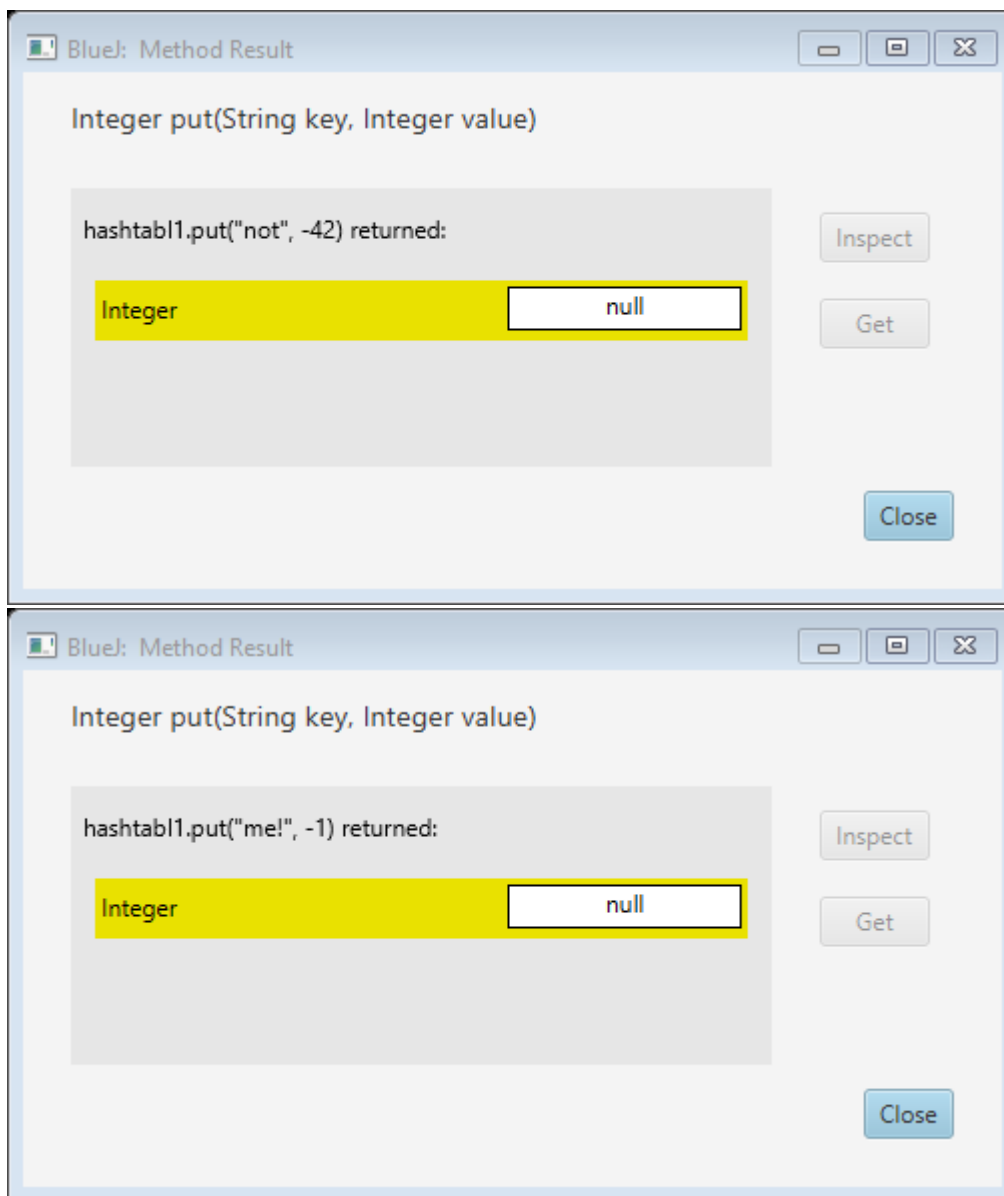 BlueJ:  Method Result
Integer put(String key, Integer value)
hashtabl1.put("not", -42) returned:
Inspect
Integer
null
Get
Close
BlueJ:  Method Result
Integer put(String key, Integer value)
hashtabl1.put("me!", -1) returned:
Inspect
Integer
null
Get
Close